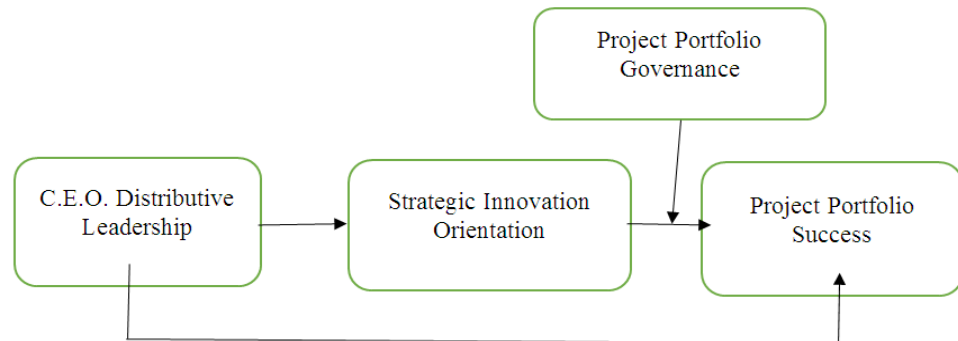 Project Portfolio
Governance
C.E.O. Distributive
Leadership
Strategic Innovation
Orientation
Project Portfolio
Success